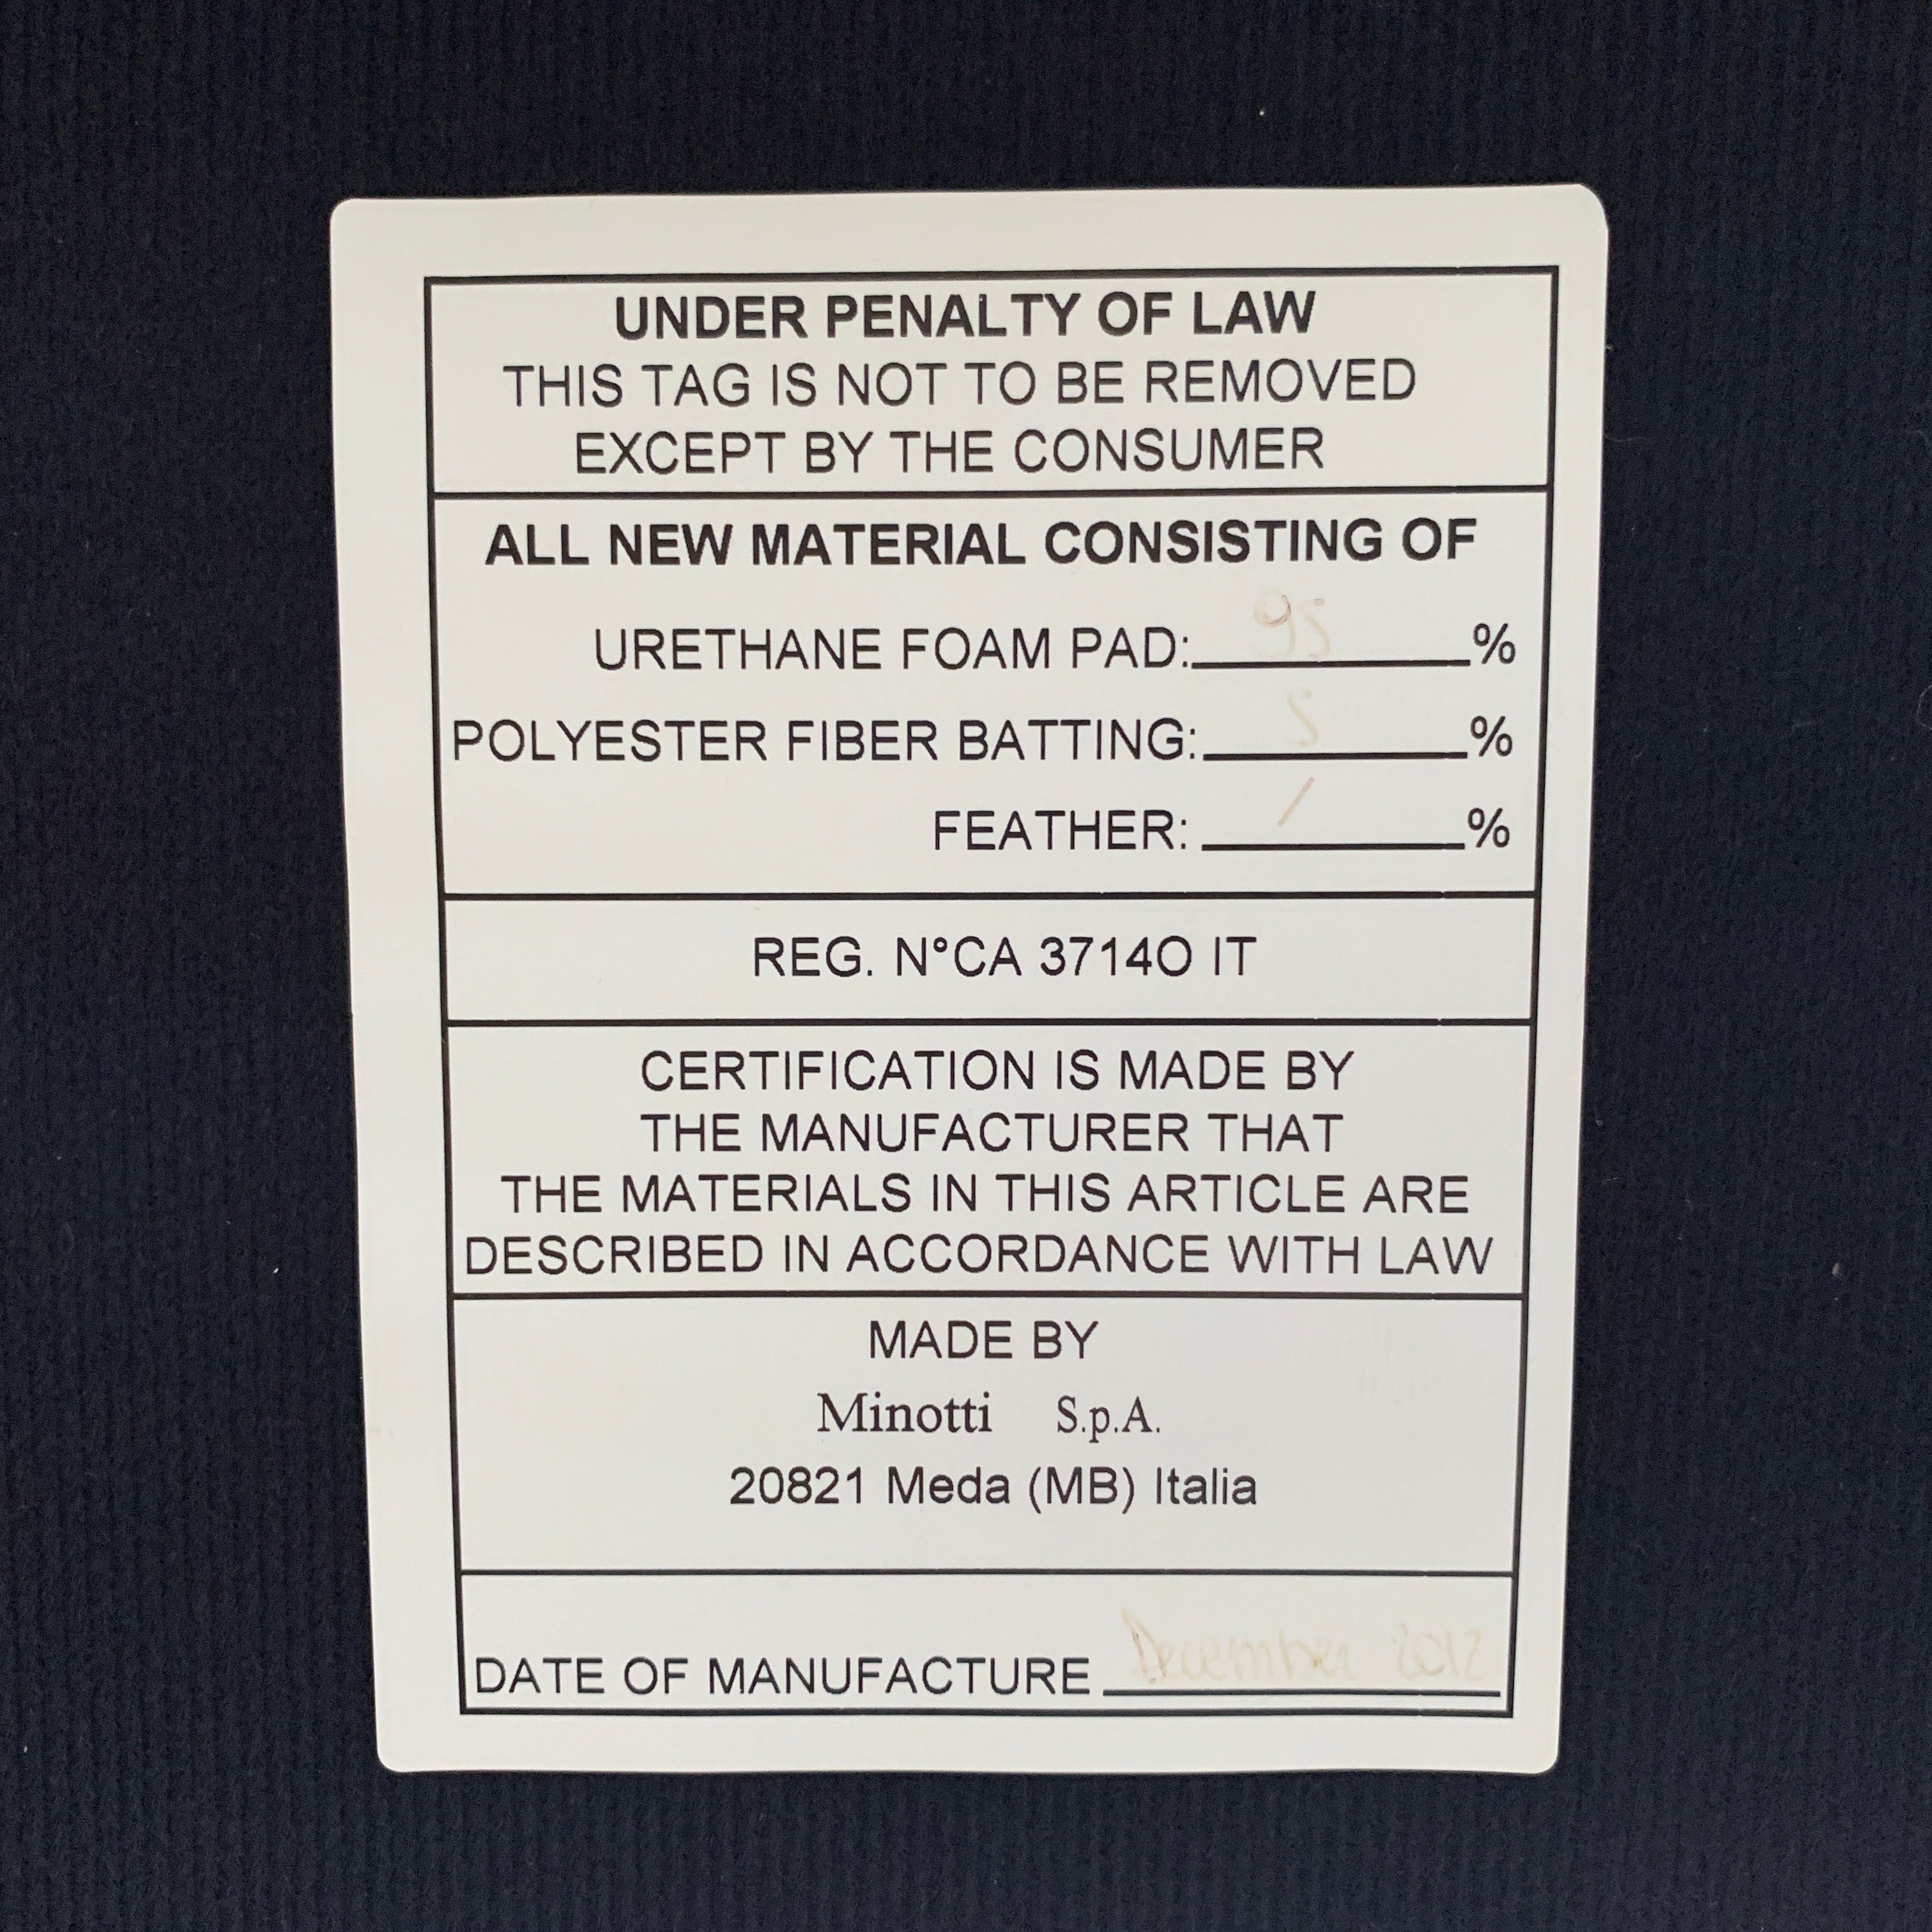 UNDER PENALTY OF LAW
THIS TAG IS NOT TO BE REMOVED
EXCEPT BY THE CONSUMER
ALL NEW MATERIAL CONSISTING OF
URETHANE FOAM PAD: 95 %
POLYESTER FIBER BATTING: 5 %
FEATHER: / %
REG. N°CA 3714O IT
CERTIFICATION IS MADE BY
THE MANUFACTURER THAT
THE MATERIALS IN THIS ARTICLE ARE
DESCRIBED IN ACCORDANCE WITH LAW
MADE BY
Minotti S.p.A.
20821 Meda (MB) Italia
DATE OF MANUFACTURE December 2012